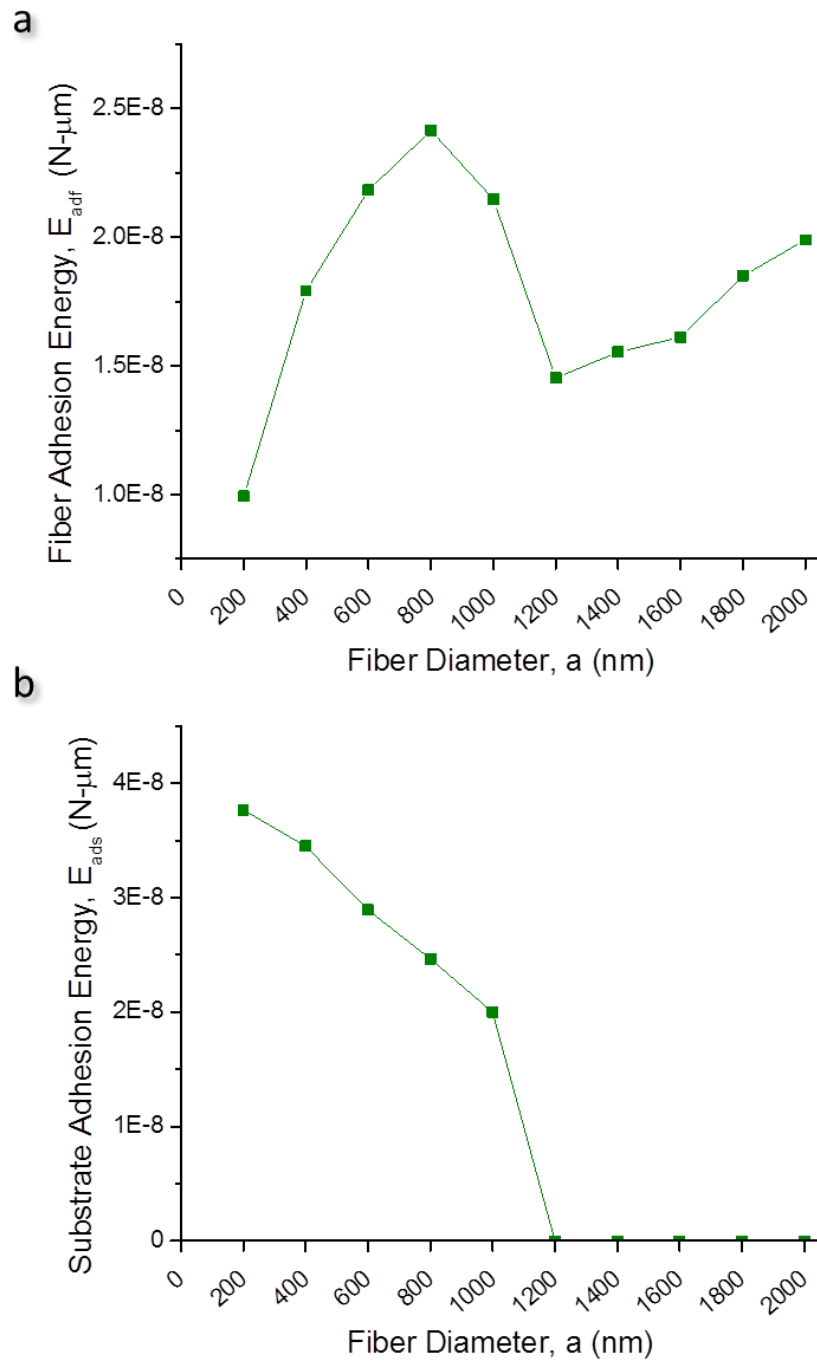 a
Fiber Adhesion Energy, E_adf (N-μm)
2.5E-8
2.0E-8
1.5E-8
1.0E-8
0 200 400 600 800 1000 1200 1400 1600 1800 2000
Fiber Diameter, a (nm)
b
Substrate Adhesion Energy, E_ads (N-μm)
4E-8
3E-8
2E-8
1E-8
0
0 200 400 600 800 1000 1200 1400 1600 1800 2000
Fiber Diameter, a (nm)